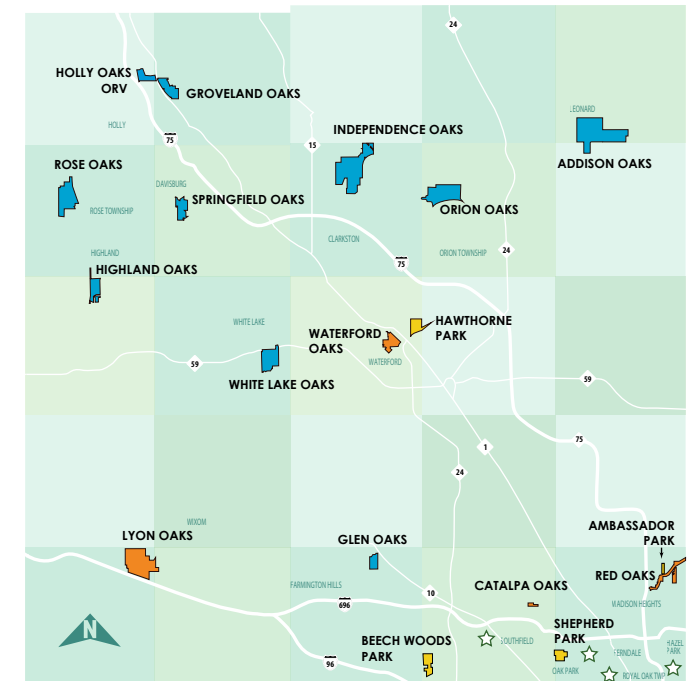 24
HOLLY OAKS
ORV
GROVELAND OAKS
LEONARD
HOLLY
INDEPENDENCE OAKS
75
15
ADDISON OAKS
ROSE OAKS
DAVISBURG
SPRINGFIELD OAKS
ROSE TOWNSHIP
ORION OAKS
CLARKSTON
HIGHLAND
ORION TOWNSHIP
24
75
HIGHLAND OAKS
WHITE LAKE
HAWTHORNE
PARK
WATERFORD
OAKS
WATERFORD
59
WHITE LAKE OAKS
59
75
1
24
WIXOM
LYON OAKS
AMBASSADOR
PARK
GLEN OAKS
RED OAKS
FARMINGTON HILLS
CATALPA OAKS
10
696
MADISON HEIGHTS
N
BEECH WOODS
PARK
SOUTHFIELD
SHEPHERD
PARK
HAZEL
PARK
FERNDALE
96
OAK PARK
ROYAL OAK TWP